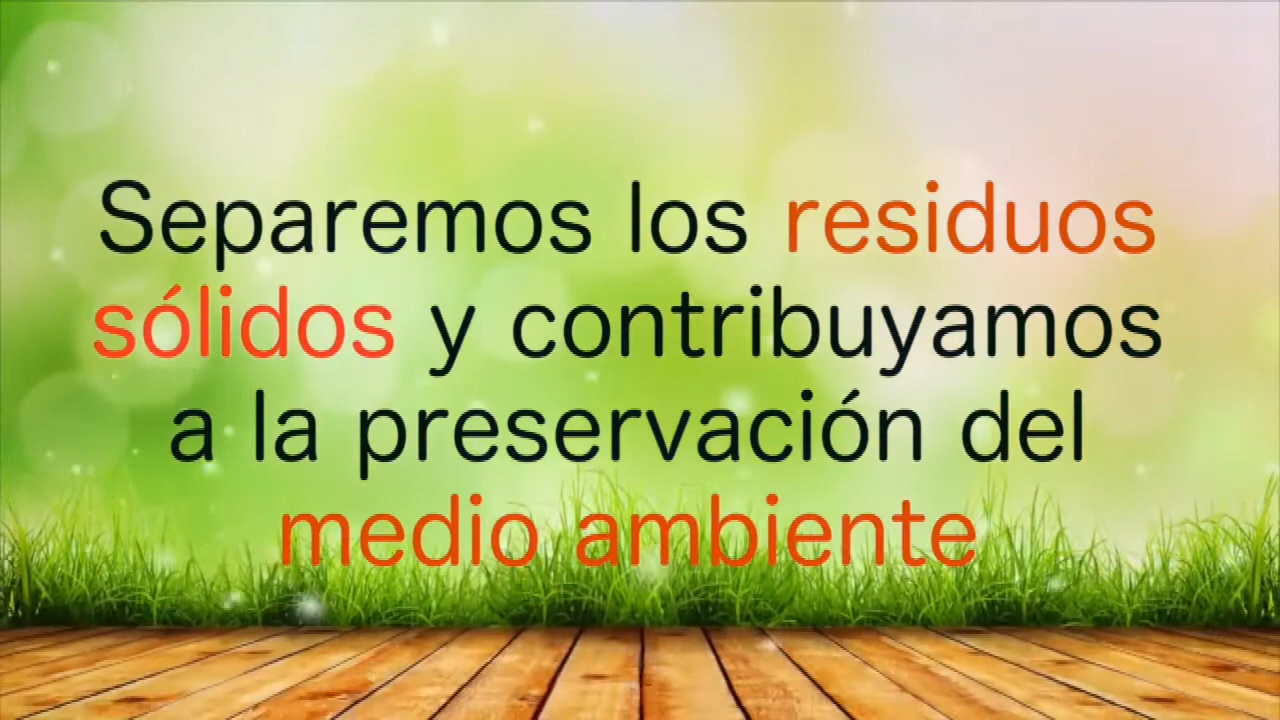 Separemos los residuos
sólidos y contribuyamos
a la preservación del
medio ambiente